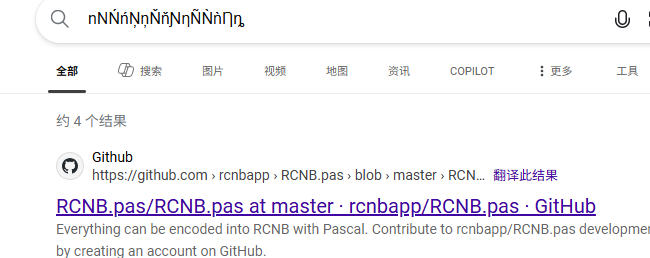 nNŃńŅņŇňƝƞÑǸǹȠȵ
全部 搜索 图片 视频 地图 资讯 COPILOT 更多 工具
约 4 个结果
Github
https://github.com › rcnbapp › RCNB.pas › blob › master › RCN... 翻译此结果
RCNB.pas/RCNB.pas at master · rcnbapp/RCNB.pas · GitHub
Everything can be encoded into RCNB with Pascal. Contribute to rcnbapp/RCNB.pas developmen
by creating an account on GitHub.